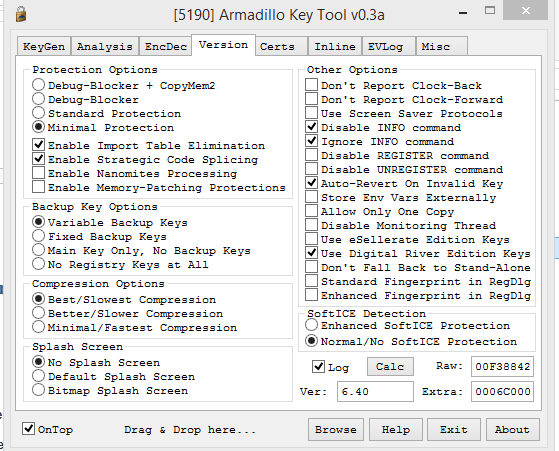 [5190] Armadillo Key Tool v0.3a
KeyGen Analysis EncDec Version Certs Inline EVLog Misc
Protection Options
Debug-Blocker + CopyMem2
Debug-Blocker
Standard Protection
Minimal Protection
Enable Import Table Elimination
Enable Strategic Code Splicing
Enable Nanomites Processing
Enable Memory-Patching Protections
Backup Key Options
Variable Backup Keys
Fixed Backup Keys
Main Key Only, No Backup Keys
No Registry Keys at All
Compression Options
Best/Slowest Compression
Better/Slower Compression
Minimal/Fastest Compression
Splash Screen
No Splash Screen
Default Splash Screen
Bitmap Splash Screen
Other Options
Don't Report Clock-Back
Don't Report Clock-Forward
Use Screen Saver Protocols
Disable INFO command
Ignore INFO command
Disable REGISTER command
Disable UNREGISTER command
Auto-Revert On Invalid Key
Store Env Vars Externally
Allow Only One Copy
Disable Monitoring Thread
Use eSellerate Edition Keys
Use Digital River Edition Keys
Don't Fall Back to Stand-Alone
Standard Fingerprint in RegDlg
Enhanced Fingerprint in RegDlg
SoftICE Detection
Enhanced SoftICE Protection
Normal/No SoftICE Protection
Log Calc Raw: 00F38842
Ver: 6.40 Extra: 0006C000
OnTop Drag & Drop here... Browse Help Exit About